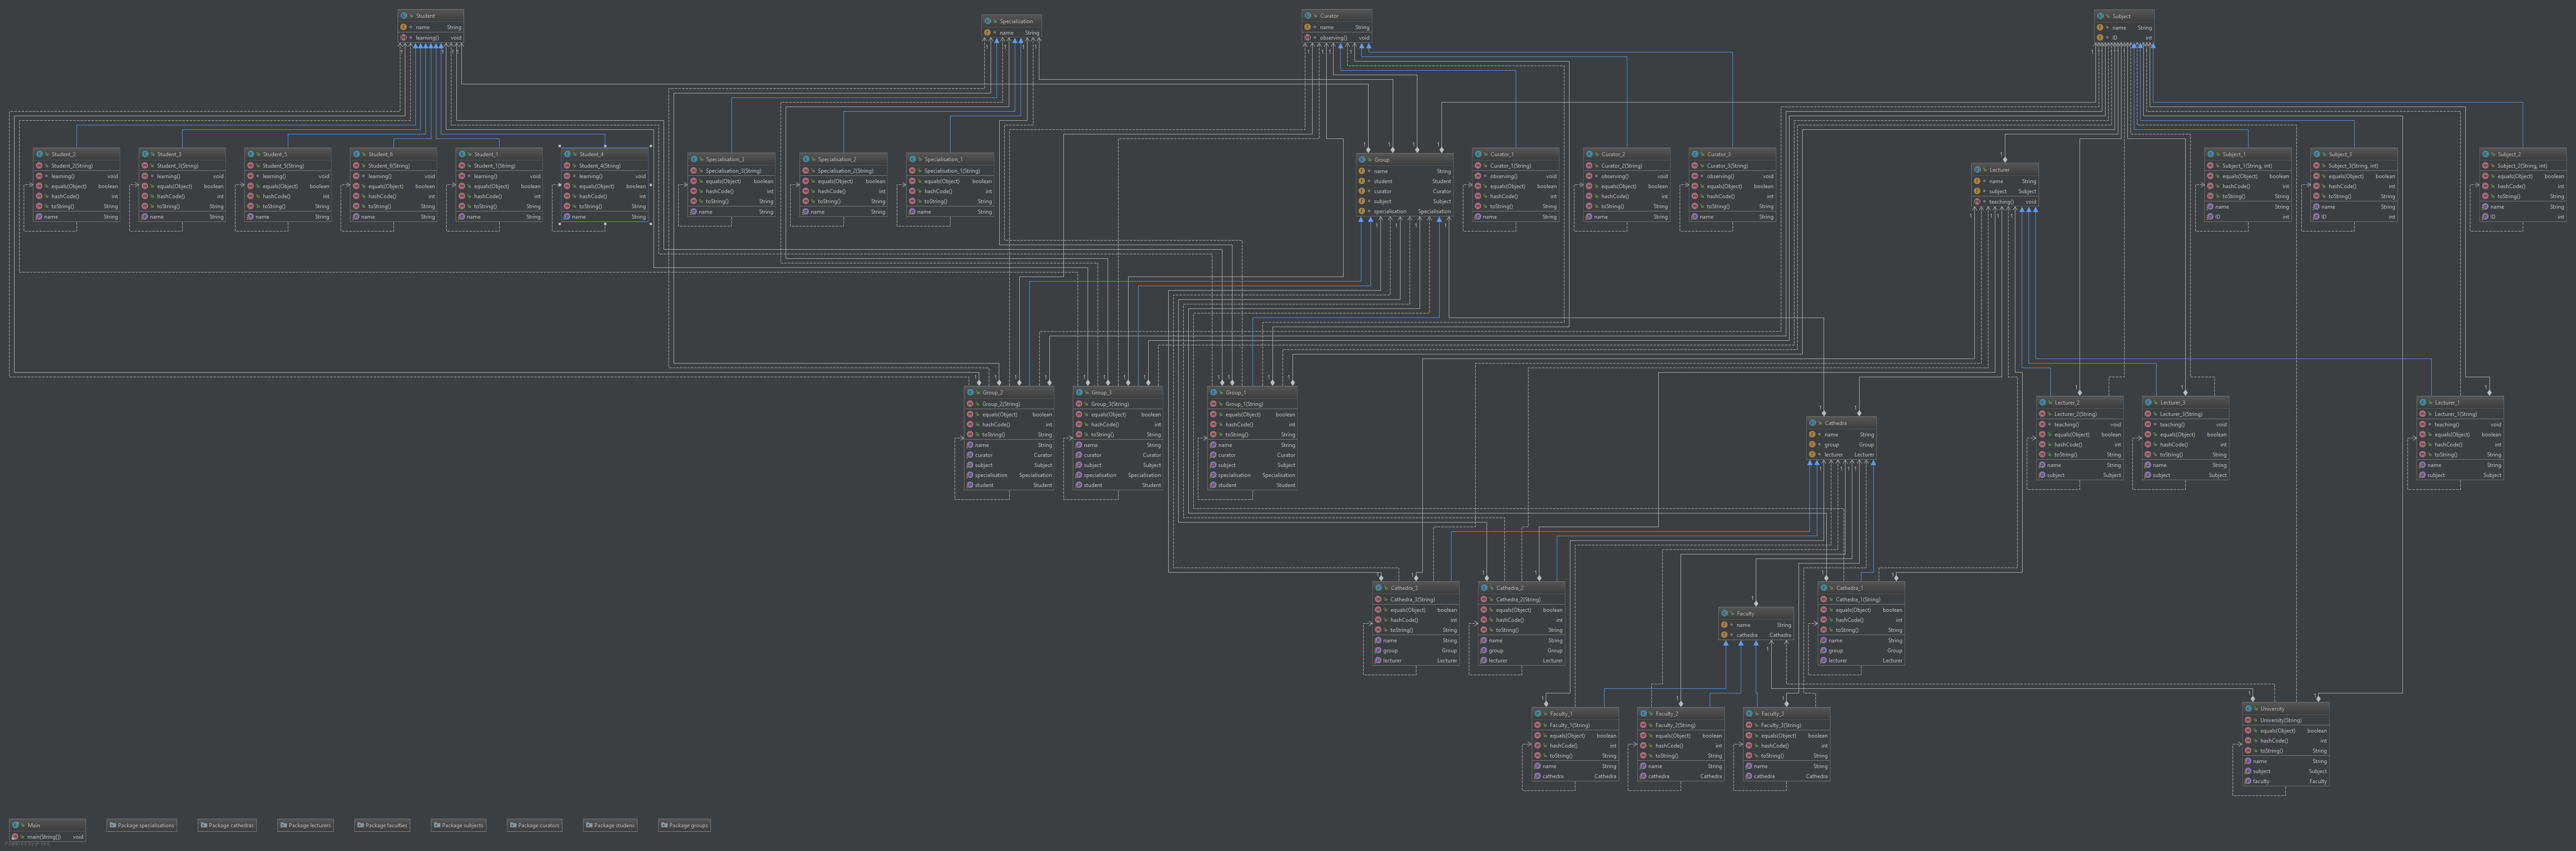 Student
name String
learning() void
Specialisation
name String
Curator
name String
observing() void
Subject
name String
ID int
Student_2
Student_2(String)
learning() void
equals(Object) boolean
hashCode() int
toString() String
name String
Student_3
Student_3(String)
learning() void
equals(Object) boolean
hashCode() int
toString() String
name String
Student_5
Student_5(String)
learning() void
equals(Object) boolean
hashCode() int
toString() String
name String
Student_6
Student_6(String)
learning() void
equals(Object) boolean
hashCode() int
toString() String
name String
Student_1
Student_1(String)
learning() void
equals(Object) boolean
hashCode() int
toString() String
name String
Student_4
Student_4(String)
learning() void
equals(Object) boolean
hashCode() int
toString() String
name String
Specialisation_3
Specialisation_3(String)
equals(Object) boolean
hashCode() int
toString() String
name String
Specialisation_2
Specialisation_2(String)
equals(Object) boolean
hashCode() int
toString() String
name String
Specialisation_1
Specialisation_1(String)
equals(Object) boolean
hashCode() int
toString() String
name String
Group
name String
student Student
curator Curator
subject Subject
specialisation Specialisation
Curator_1
Curator_1(String)
observing() void
equals(Object) boolean
hashCode() int
toString() String
name String
Curator_2
Curator_2(String)
observing() void
equals(Object) boolean
hashCode() int
toString() String
name String
Curator_3
Curator_3(String)
observing() void
equals(Object) boolean
hashCode() int
toString() String
name String
Lecturer
name String
subject Subject
teaching() void
Subject_1
Subject_1(String, int)
equals(Object) boolean
hashCode() int
toString() String
name String
ID int
Subject_3
Subject_3(String, int)
equals(Object) boolean
hashCode() int
toString() String
name String
ID int
Subject_2
Subject_2(String, int)
equals(Object) boolean
hashCode() int
toString() String
name String
ID int
Group_2
Group_2(String)
equals(Object) boolean
hashCode() int
toString() String
name String
curator Curator
subject Subject
specialisation Specialisation
student Student
Group_3
Group_3(String)
equals(Object) boolean
hashCode() int
toString() String
name String
curator Curator
subject Subject
specialisation Specialisation
student Student
Group_1
Group_1(String)
equals(Object) boolean
hashCode() int
toString() String
name String
curator Curator
subject Subject
specialisation Specialisation
student Student
Cathedra
name String
group Group
lecturer Lecturer
Lecturer_2
Lecturer_2(String)
teaching() void
equals(Object) boolean
hashCode() int
toString() String
name String
subject Subject
Lecturer_3
Lecturer_3(String)
teaching() void
equals(Object) boolean
hashCode() int
toString() String
name String
subject Subject
Lecturer_1
Lecturer_1(String)
teaching() void
equals(Object) boolean
hashCode() int
toString() String
name String
subject Subject
Cathedra_3
Cathedra_3(String)
equals(Object) boolean
hashCode() int
toString() String
name String
group Group
lecturer Lecturer
Cathedra_2
Cathedra_2(String)
equals(Object) boolean
hashCode() int
toString() String
name String
group Group
lecturer Lecturer
Faculty
name String
cathedra Cathedra
Cathedra_1
Cathedra_1(String)
equals(Object) boolean
hashCode() int
toString() String
name String
group Group
lecturer Lecturer
Faculty_1
Faculty_1(String)
equals(Object) boolean
hashCode() int
toString() String
name String
cathedra Cathedra
Faculty_2
Faculty_2(String)
equals(Object) boolean
hashCode() int
toString() String
name String
cathedra Cathedra
Faculty_3
Faculty_3(String)
equals(Object) boolean
hashCode() int
toString() String
name String
cathedra Cathedra
University
University(String)
equals(Object) boolean
hashCode() int
toString() String
name String
subject Subject
faculty Faculty
Main
main(String[]) void
Package specialisations
Package cathedras
Package lecturers
Package faculties
Package subjects
Package curators
Package studens
Package groups